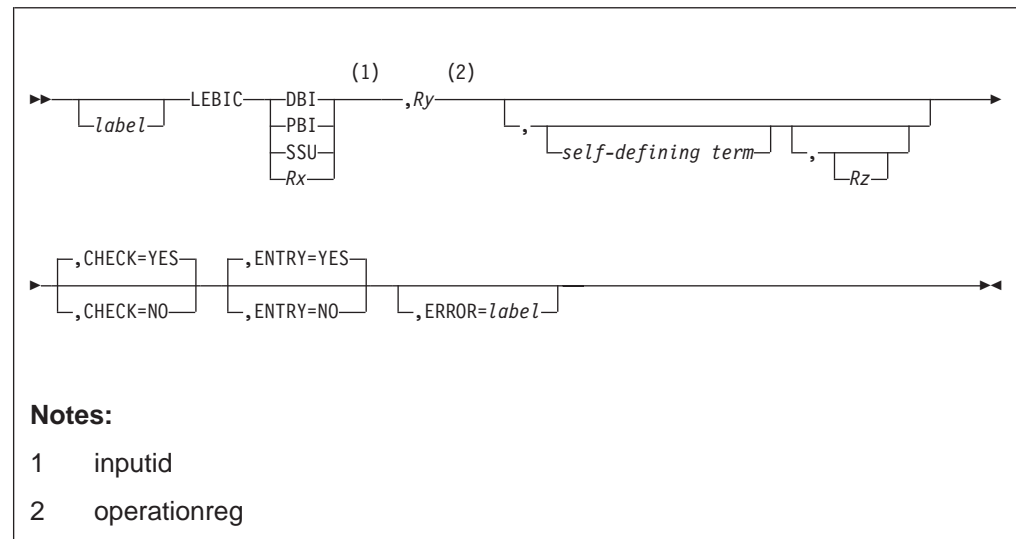 (1) (2)
label LEBIC DBI ,Ry , self-defining term , Rz
PBI
SSU
Rx
,CHECK=YES ,ENTRY=YES
,CHECK=NO ,ENTRY=NO ,ERROR=label
Notes:
1 inputid
2 operationreg